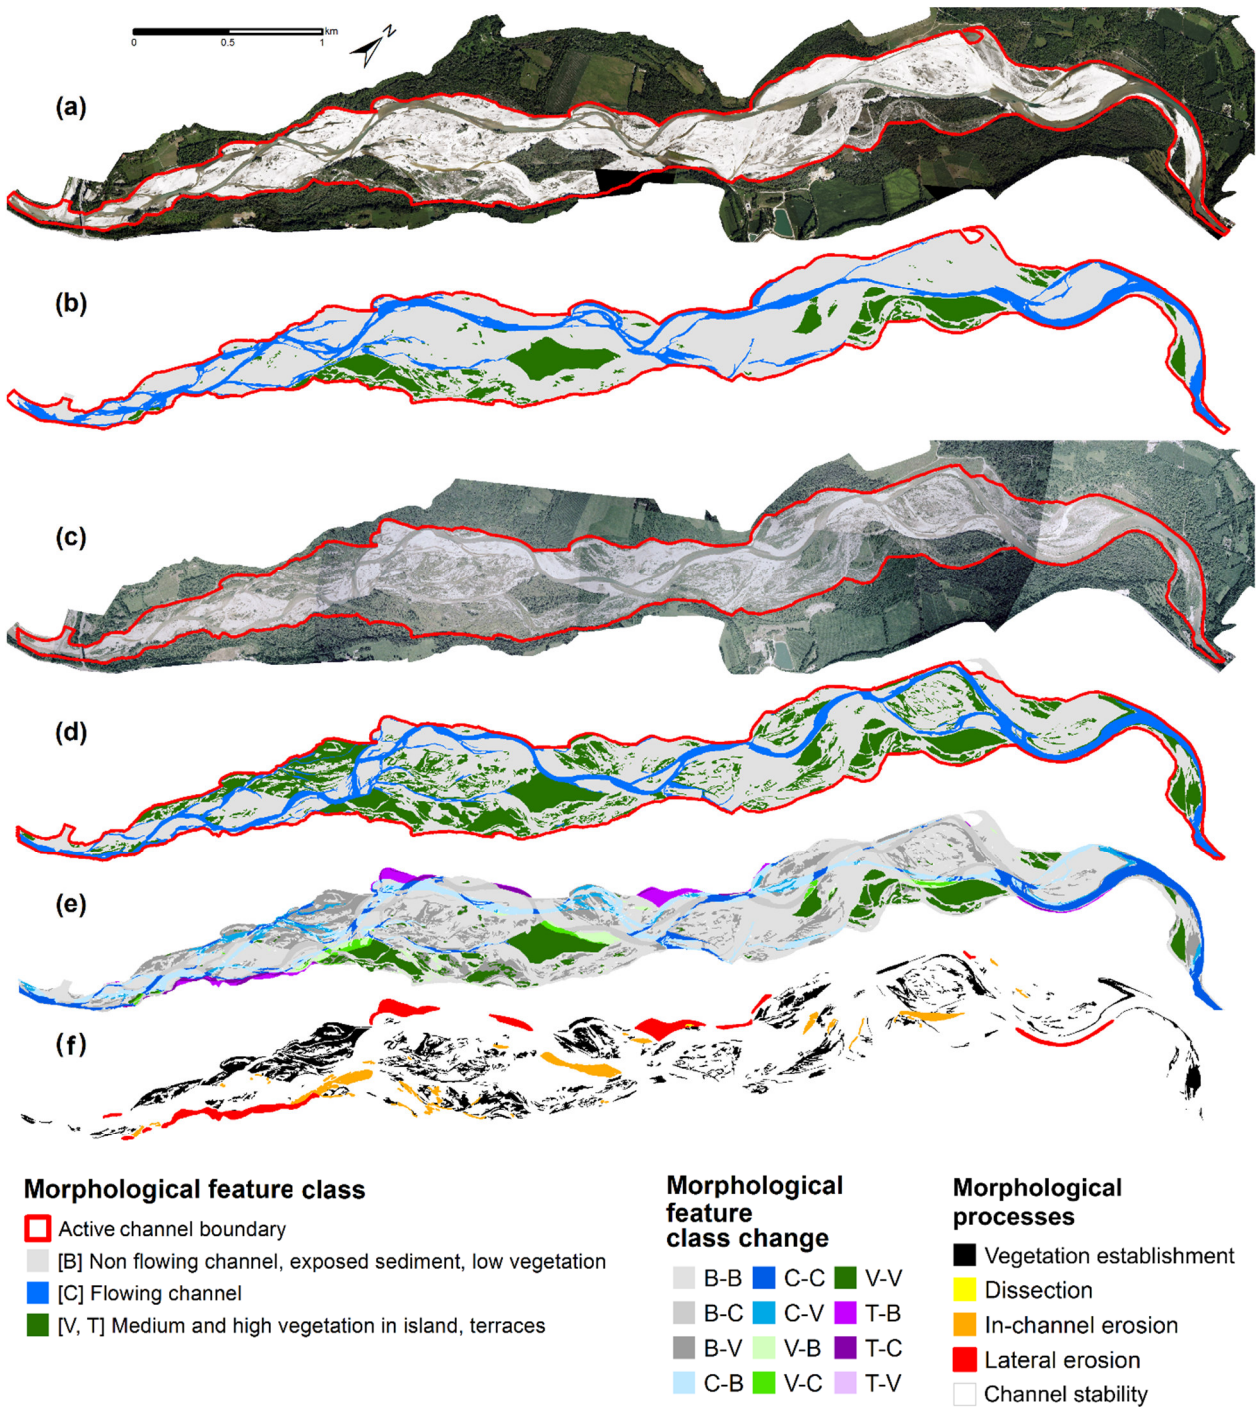 km
0 0.5 1
N
(a)
(b)
(c)
(d)
(e)
(f)
Morphological feature class
Active channel boundary
[B] Non flowing channel, exposed sediment, low vegetation
[C] Flowing channel
[V, T] Medium and high vegetation in island, terraces
Morphological
feature
class change
B-B C-C V-V
B-C C-V T-B
B-V V-B T-C
C-B V-C T-V
Morphological
processes
Vegetation establishment
Dissection
In-channel erosion
Lateral erosion
Channel stability